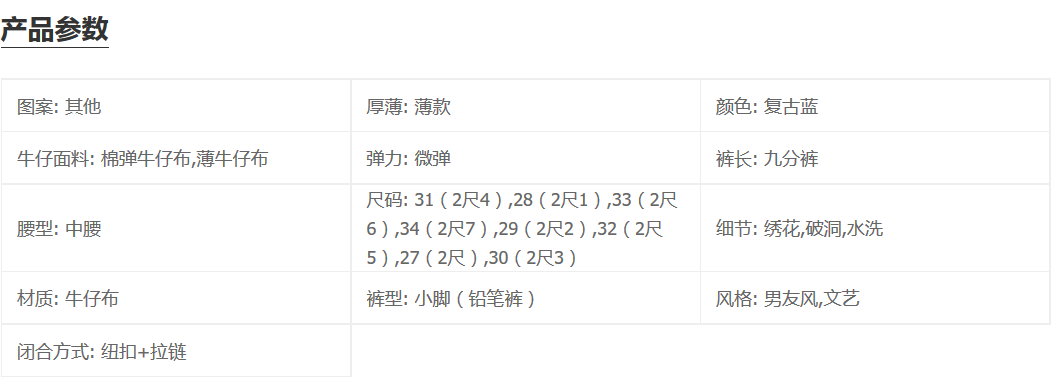 产品参数
图案: 其他
厚薄: 薄款
颜色: 复古蓝
牛仔面料: 棉弹牛仔布,薄牛仔布
弹力: 微弹
裤长: 九分裤
腰型: 中腰
尺码: 31（2尺4）,28（2尺1）,33（2尺
6）,34（2尺7）,29（2尺2）,32（2尺
5）,27（2尺）,30（2尺3）
细节: 绣花,破洞,水洗
材质: 牛仔布
裤型: 小脚（铅笔裤）
风格: 男友风,文艺
闭合方式: 纽扣+拉链